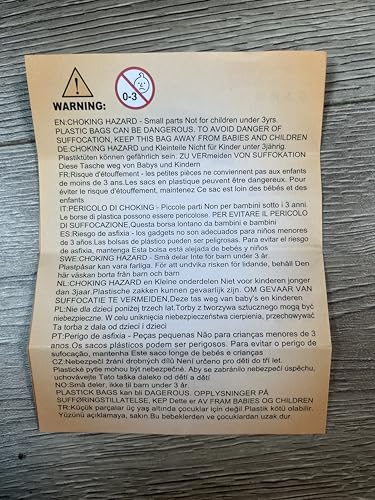 0-3
WARNING:
EN:CHOKING HAZARD - Small parts Not for children under 3yrs.
PLASTIC BAGS CAN BE DANGEROUS. TO AVOID DANGER OF
SUFFOCATION, KEEP THIS BAG AWAY FROM BABIES AND CHILDREN
DE:CHOKING HAZARD und Kleinteile Nicht für Kinder unter 3jährig.
Plastiktüten können gefährlich sein. ZU VERMEIDEN von SUFFOKATION
Diese Tasche weg von Babys und Kindern
FR:Risque d'étouffement - les petites pièces ne conviennent pas aux enfants
de moins de 3 ans.Les sacs en plastique peuvent être dangereux. Pour
éviter le risque d'étouffement, maintenez Ce sac est loin des bébés et des
enfants
IT:PERICOLO DI CHOKING - Piccole parti Non per bambini sotto i 3 anni.
Le borse di plastica possono essere pericolose. PER EVITARE IL PERICOLO
DI SUFFOCAZIONE,Questa borsa lontano da bambini e bambini
ES:Riesgo de asfixia - los gadgets no son adecuados para niños menores
de 3 años Las bolsas de plástico pueden ser peligrosas. Para evitar el riesgo
de asfixia, mantenga Esta bolsa está alejada de bebés y niños
SWE:CHOKING HAZARD - Små delar Inte för barn under 3 år.
Plastpåsar kan vara farliga. För att undvika risken för lidande, behåll Den
här väskan borta från barn och barn
NL:CHOKING HAZARD en Kleine onderdelen Niet voor kinderen jonger
dan 3jaar.Plastische zakken kunnen gevaarlijk zijn. OM GEVAAR VAN
SUFFOCATIE TE VERMEIDEN,Deze tas weg van baby's en kinderen
PL:Nie dla dzieci poniżej trzech lat.Torby z tworzywa sztucznego mogą być
niebezpieczne. W celu uniknięcia niebezpieczeństwa cierpienia, przechowywać
Ta torba z dala od dzieci i dzieci
PT:Perigo de asfixia - Peças pequenas Não para crianças menores de 3
anos.Os sacos plásticos podem ser perigosos. Para evitar o perigo de
sufocação, mantenha Este saco longe de bebês e crianças
CZ:Nebezpečí žrání drobných dílů Není určeno pro děti do tří let.
Plastické pytle mohou být nebezpečné. Aby se zabránilo nebezpečí úspěchu,
uchovávejte Tato taška daleko od dětí a dětí
NO:Små deler, ikke til barn under 3 år.
PLASTICK BAGS kan bli DAGEROUS. OPPLYSNINGER PÅ
SUFFØRINGSTILLATELSE, KEP Dette er AV FRAM BABIES OG CHILDREN
TR:Küçük parçalar üç yaş altında çocuklar için değil.Plastik kötü olabilir.
Yüzünü açıklamaya, sakin.Bu bebeklerden ve çocuklardan uzak dur.